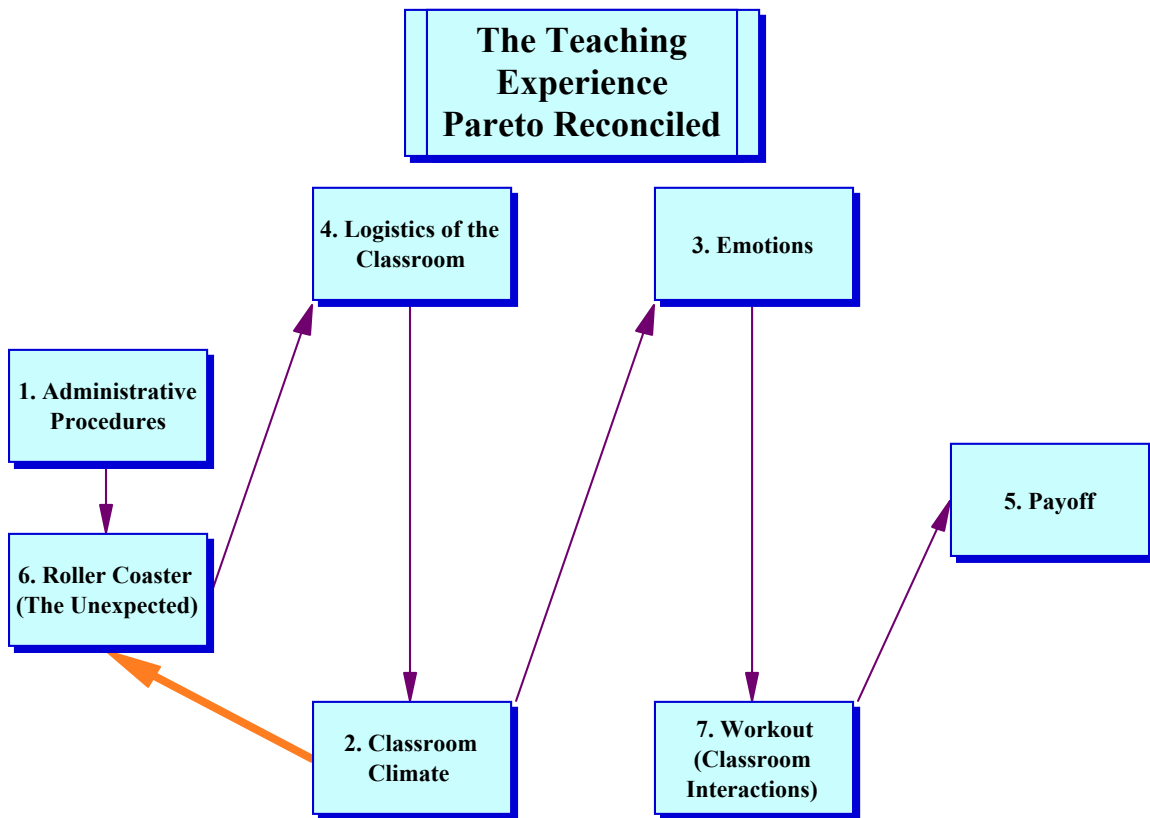 The Teaching
Experience
Pareto Reconciled
4. Logistics of the
Classroom
3. Emotions
1. Administrative
Procedures
5. Payoff
6. Roller Coaster
(The Unexpected)
2. Classroom
Climate
7. Workout
(Classroom
Interactions)